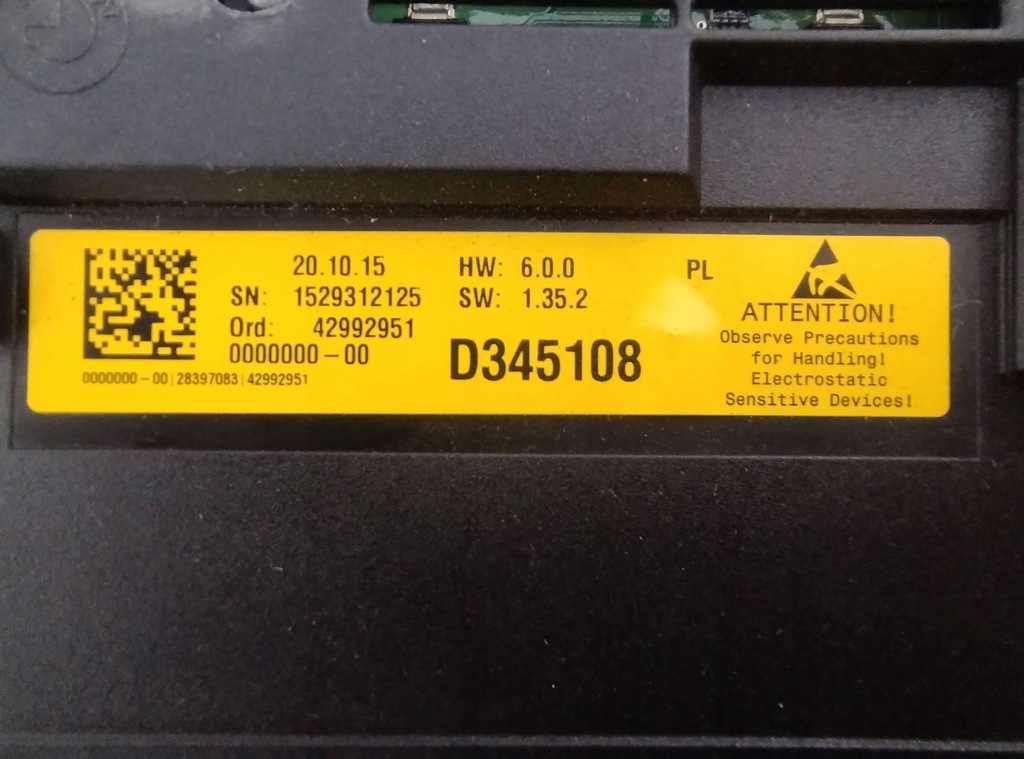 20.10.15
SN: 1529312125
Ord: 42992951
0000000-00
0000000-00|28397083|42992951
HW: 6.0.0
SW: 1.35.2
D345108
PL
ATTENTION!
Observe Precautions
for Handling!
Electrostatic
Sensitive Devices!